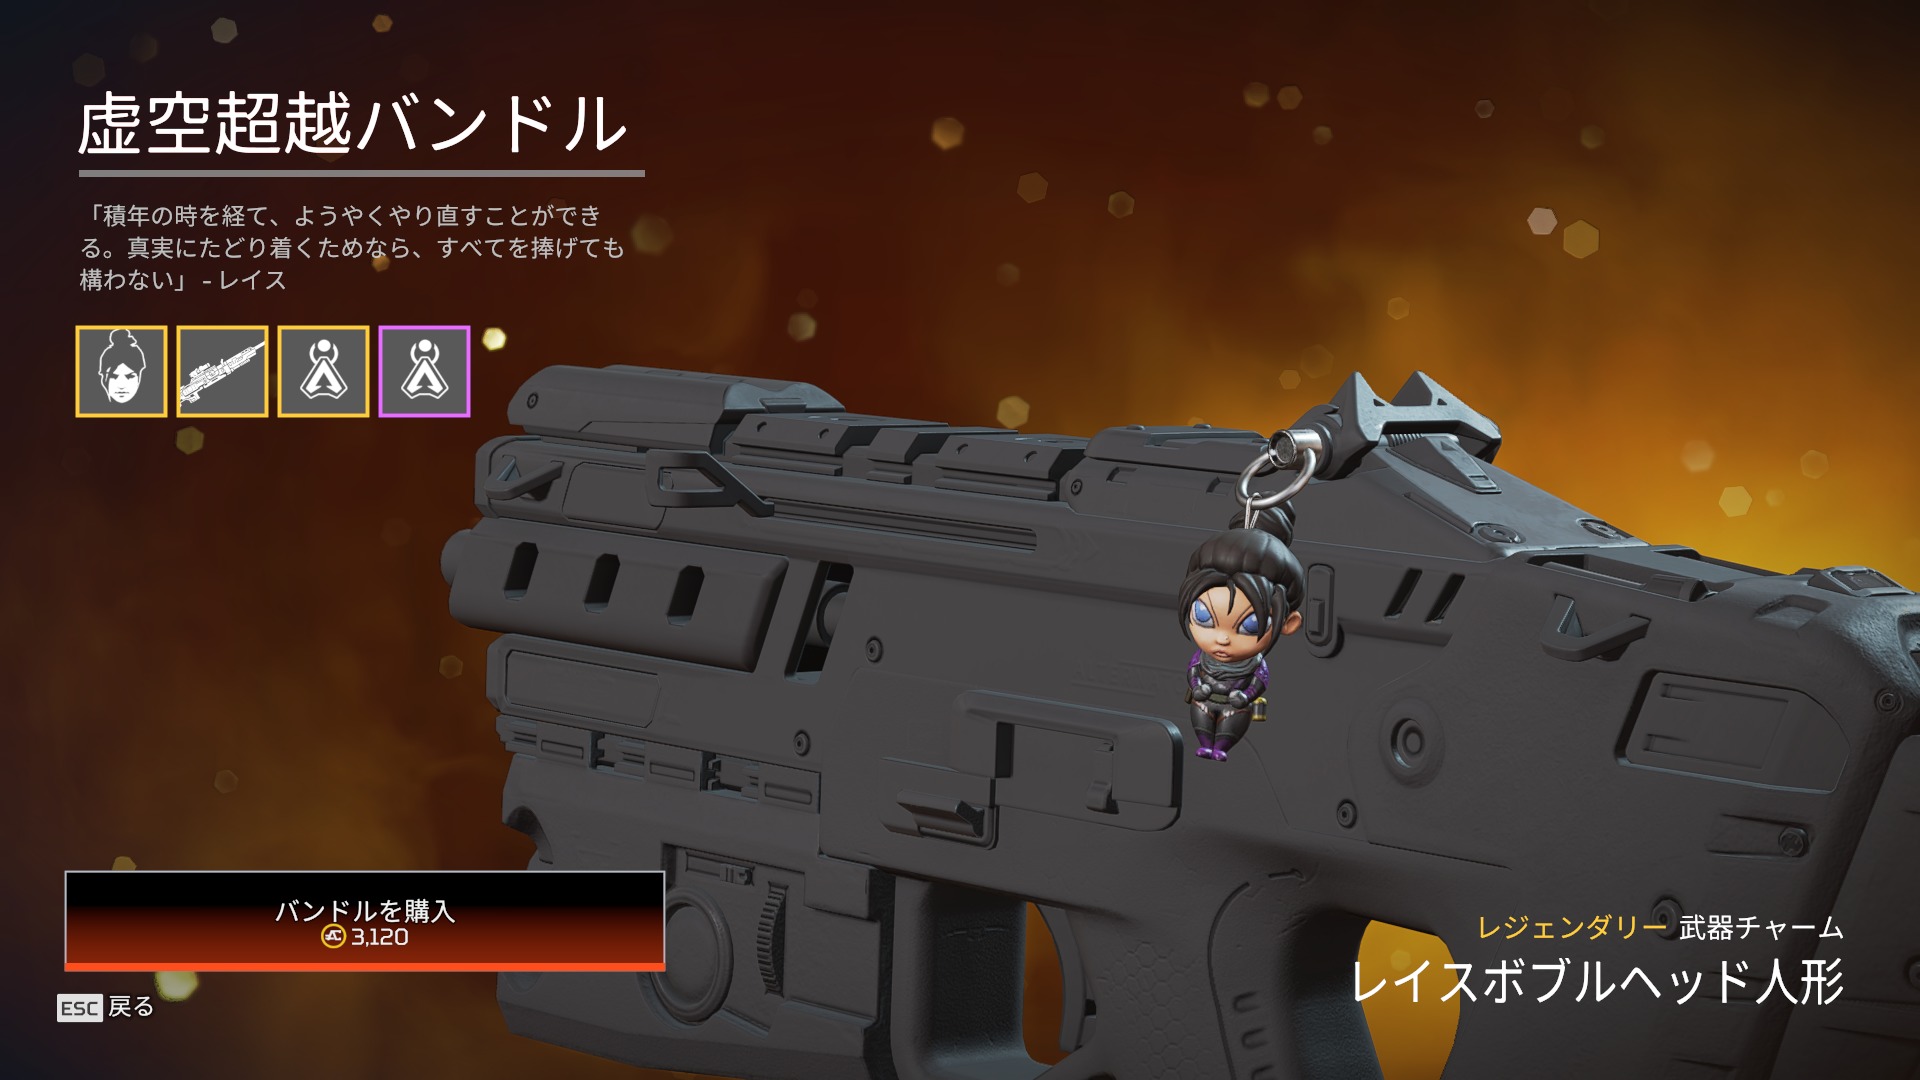 虚空超越バンドル
「積年の時を経て、ようやくやり直すことができ
る。真実にたどり着くためなら、すべてを捧げても
構わない」 - レイス
バンドルを購入
3,120
ESC 戻る
レジェンダリー 武器チャーム
レイスボブルヘッド人形